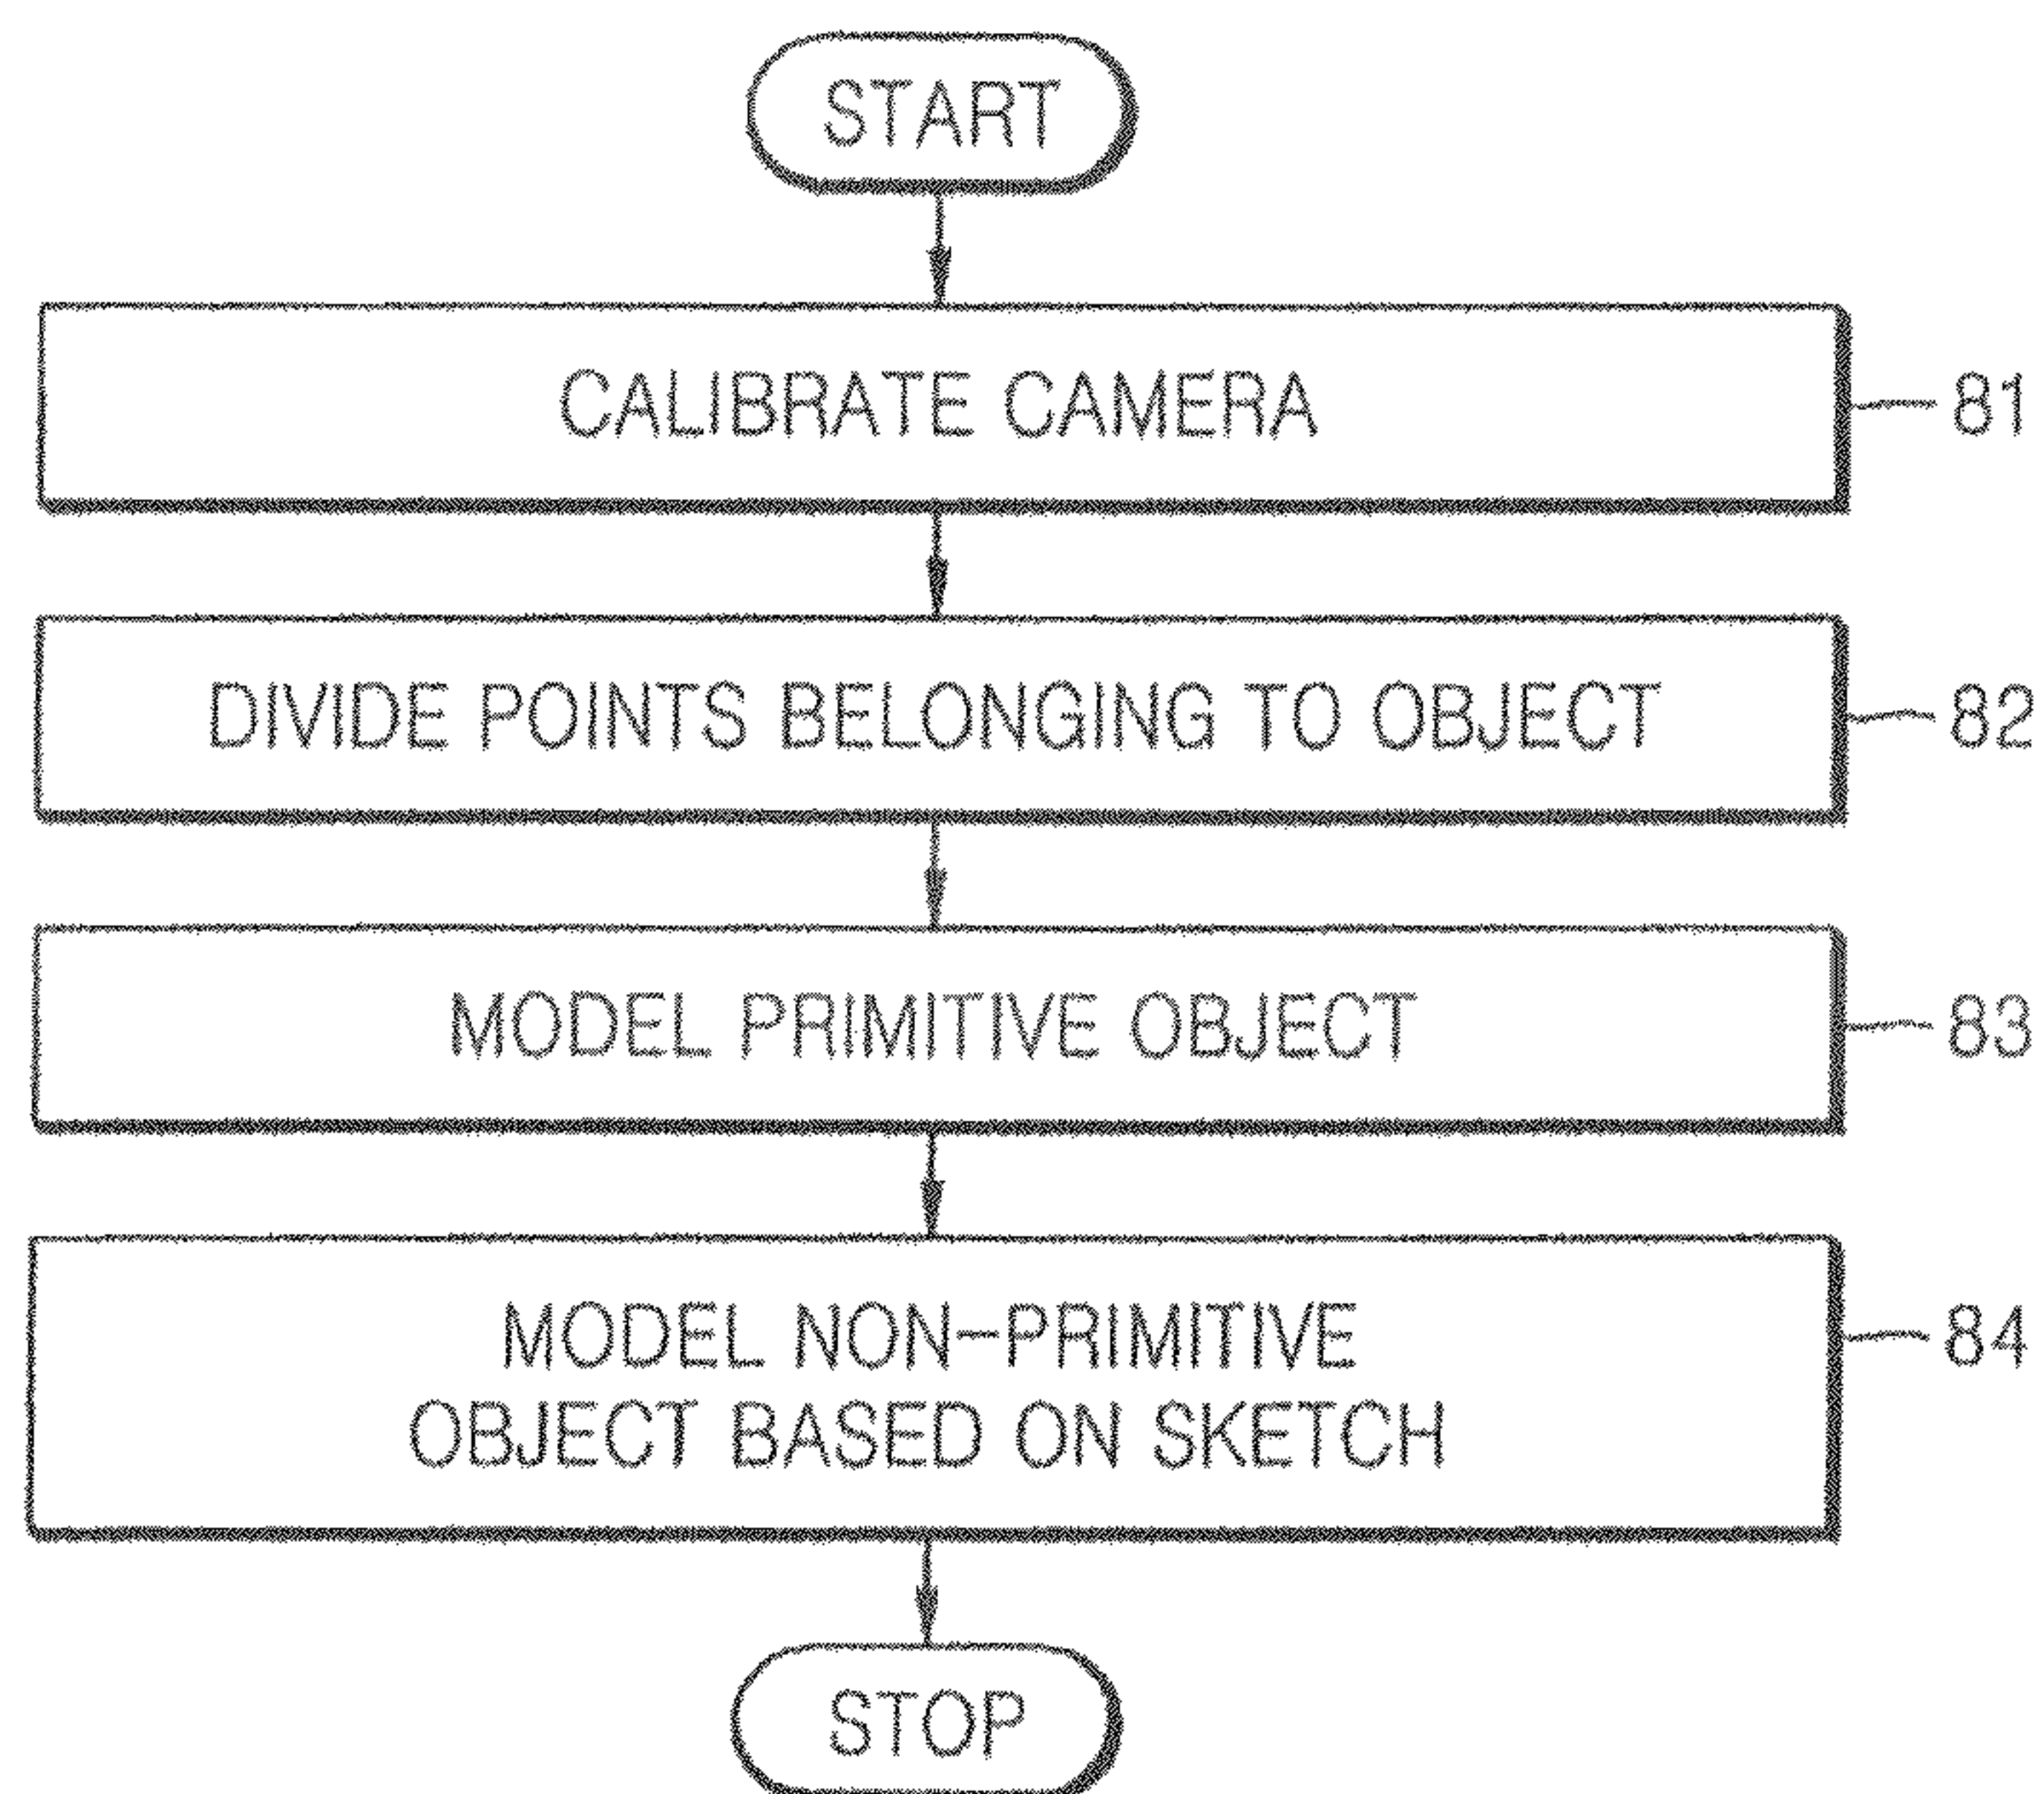 START
CALIBRATE CAMERA
81
DIVIDE POINTS BELONGING TO OBJECT
82
MODEL PRIMITIVE OBJECT
83
MODEL NON-PRIMITIVE
OBJECT BASED ON SKETCH
84
STOP